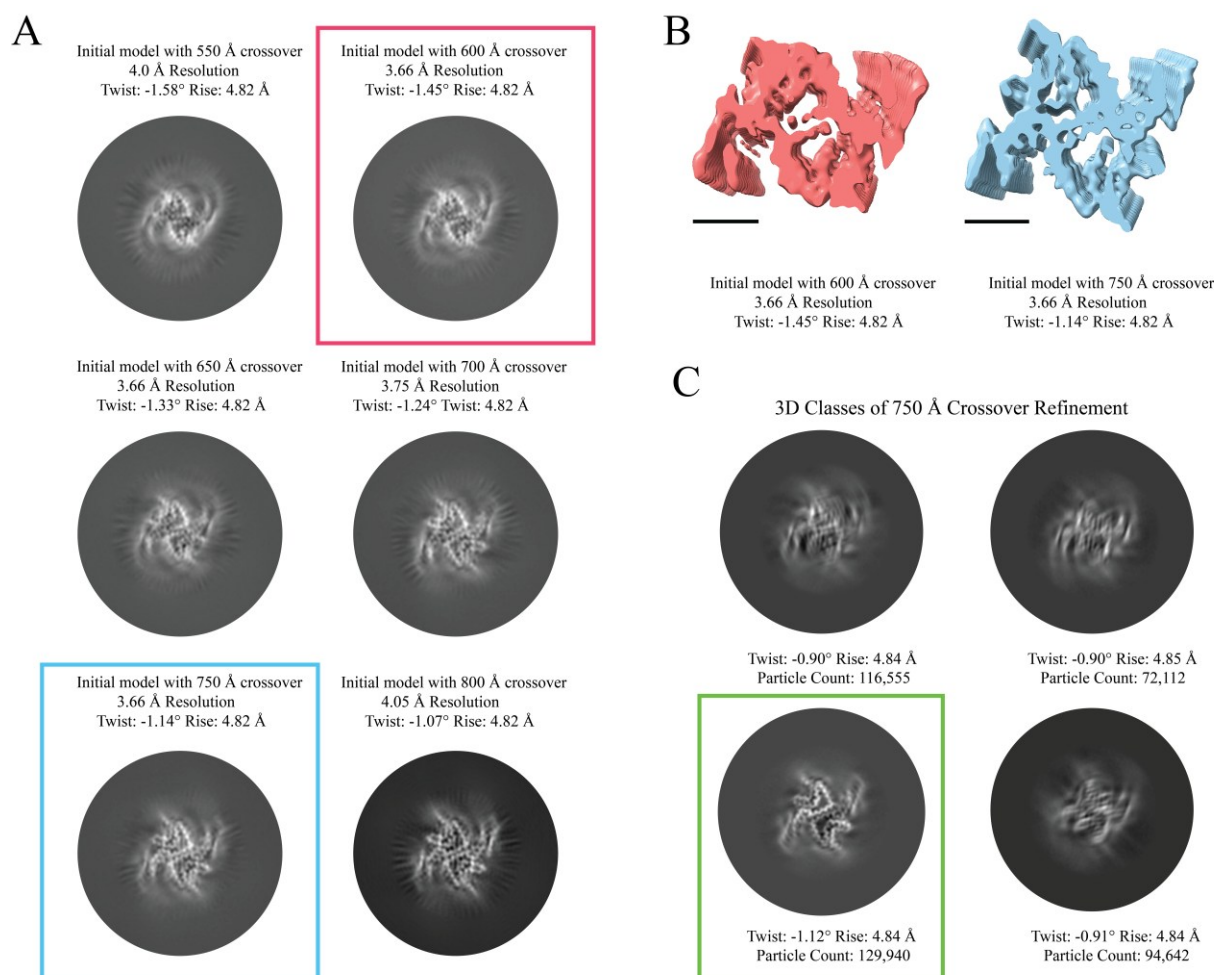 A
Initial model with 550 Å crossover
4.0 Å Resolution
Twist: -1.58° Rise: 4.82 Å
Initial model with 600 Å crossover
3.66 Å Resolution
Twist: -1.45° Rise: 4.82 Å
Initial model with 650 Å crossover
3.66 Å Resolution
Twist: -1.33° Rise: 4.82 Å
Initial model with 700 Å crossover
3.75 Å Resolution
Twist: -1.24° Twist: 4.82 Å
Initial model with 750 Å crossover
3.66 Å Resolution
Twist: -1.14° Rise: 4.82 Å
Initial model with 800 Å crossover
4.05 Å Resolution
Twist: -1.07° Rise: 4.82 Å
B
Initial model with 600 Å crossover
3.66 Å Resolution
Twist: -1.45° Rise: 4.82 Å
Initial model with 750 Å crossover
3.66 Å Resolution
Twist: -1.14° Rise: 4.82 Å
C
3D Classes of 750 Å Crossover Refinement
Twist: -0.90° Rise: 4.84 Å
Particle Count: 116,555
Twist: -0.90° Rise: 4.85 Å
Particle Count: 72,112
Twist: -1.12° Rise: 4.84 Å
Particle Count: 129,940
Twist: -0.91° Rise: 4.84 Å
Particle Count: 94,642